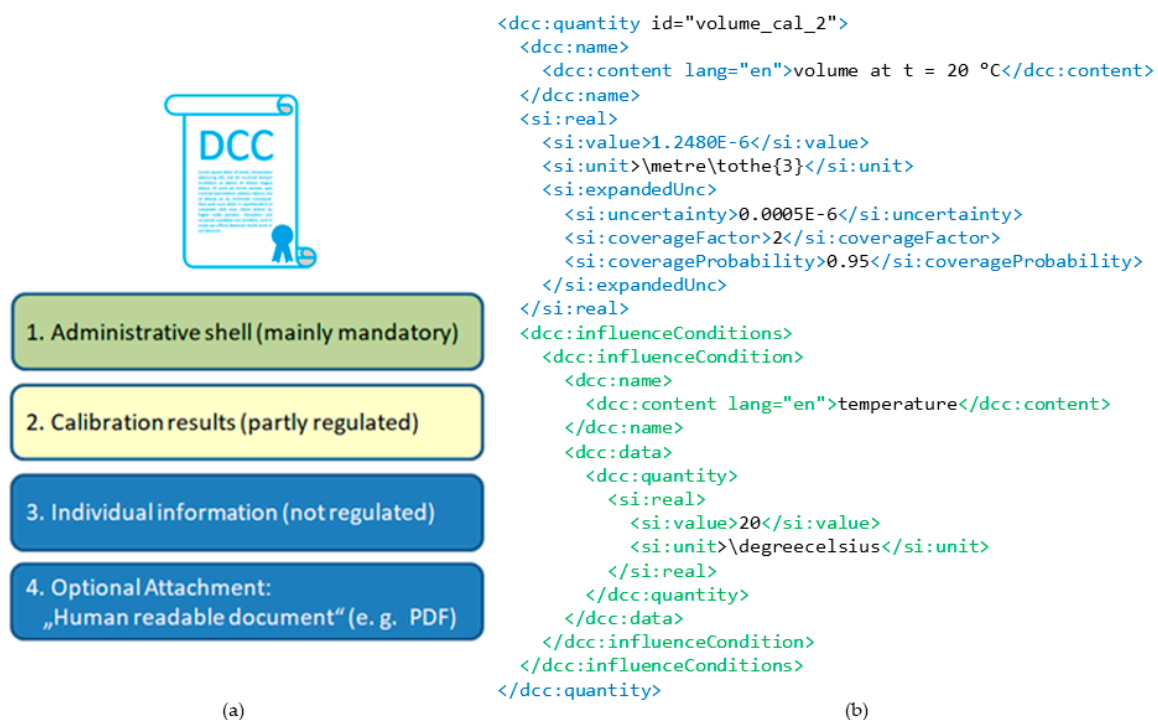 DCC
1. Administrative shell (mainly mandatory)
2. Calibration results (partly regulated)
3. Individual information (not regulated)
4. Optional Attachment:
„Human readable document“ (e. g. PDF)
(a)
<dcc:quantity id="volume_cal_2">
  <dcc:name>
    <dcc:content lang="en">volume at t = 20 °C</dcc:content>
  </dcc:name>
  <si:real>
    <si:value>1.2480E-6</si:value>
    <si:unit>\metre\tothe{3}</si:unit>
    <si:expandedUnc>
      <si:uncertainty>0.0005E-6</si:uncertainty>
      <si:coverageFactor>2</si:coverageFactor>
      <si:coverageProbability>0.95</si:coverageProbability>
    </si:expandedUnc>
  </si:real>
  <dcc:influenceConditions>
    <dcc:influenceCondition>
      <dcc:name>
        <dcc:content lang="en">temperature</dcc:content>
      </dcc:name>
      <dcc:data>
        <dcc:quantity>
          <si:real>
            <si:value>20</si:value>
            <si:unit>\degreecelsius</si:unit>
          </si:real>
        </dcc:quantity>
      </dcc:data>
    </dcc:influenceCondition>
  </dcc:influenceConditions>
</dcc:quantity>
(b)